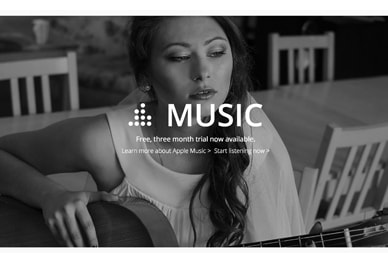 MUSIC
Free, three month trial now available.
Learn more about Apple Music > Start listening now >